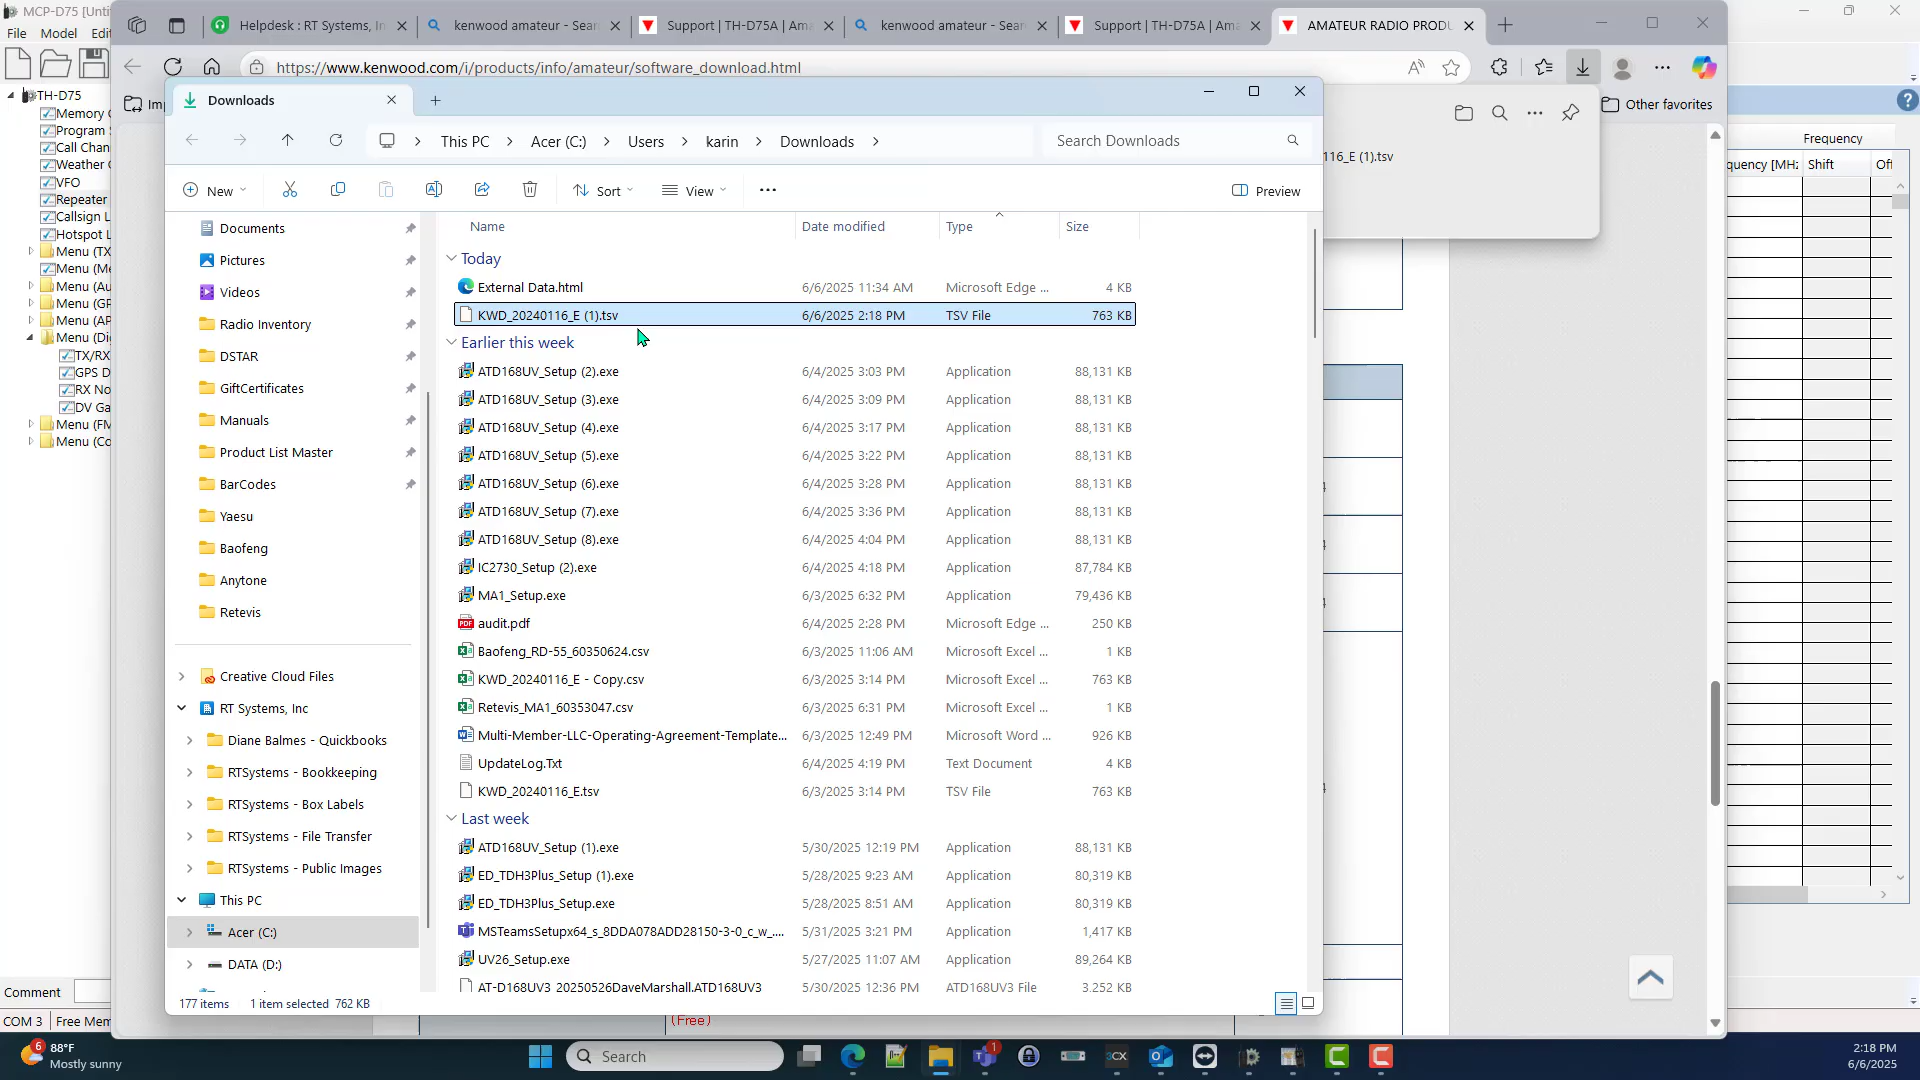 MCP-D75 [Unti
File Model Edit
Helpdesk : RT Systems, In
kenwood amateur - Sear
Support | TH-D75A | Ama
kenwood amateur - Sear
Support | TH-D75A | Ama
AMATEUR RADIO PRODU
https://www.kenwood.com/i/products/info/amateur/software_download.html
Other favorites
TH-D75
Memory C
Program S
Call Chan
Weather C
VFO
Repeater
Callsign L
Hotspot L
Menu (TX
Menu (Me
Menu (Au
Menu (GP
Menu (AP
Menu (Dig
TX/RX
GPS D
RX No
DV Ga
Menu (FM
Menu (Co
Comment
COM 3 Free Mem
Downloads
This PC > Acer (C:) > Users > karin > Downloads >
Search Downloads
New Sort View ... Preview
Documents
Pictures
Videos
Radio Inventory
DSTAR
GiftCertificates
Manuals
Product List Master
BarCodes
Yaesu
Baofeng
Anytone
Retevis
Creative Cloud Files
RT Systems, Inc
Diane Balmes - Quickbooks
RTSystems - Bookkeeping
RTSystems - Box Labels
RTSystems - File Transfer
RTSystems - Public Images
This PC
Acer (C:)
DATA (D:)
Name Date modified Type Size
Today
External Data.html 6/6/2025 11:34 AM Microsoft Edge ... 4 KB
KWD_20240116_E (1).tsv 6/6/2025 2:18 PM TSV File 763 KB
Earlier this week
ATD168UV_Setup (2).exe 6/4/2025 3:03 PM Application 88,131 KB
ATD168UV_Setup (3).exe 6/4/2025 3:09 PM Application 88,131 KB
ATD168UV_Setup (4).exe 6/4/2025 3:17 PM Application 88,131 KB
ATD168UV_Setup (5).exe 6/4/2025 3:22 PM Application 88,131 KB
ATD168UV_Setup (6).exe 6/4/2025 3:28 PM Application 88,131 KB
ATD168UV_Setup (7).exe 6/4/2025 3:36 PM Application 88,131 KB
ATD168UV_Setup (8).exe 6/4/2025 4:04 PM Application 88,131 KB
IC2730_Setup (2).exe 6/4/2025 4:18 PM Application 87,784 KB
MA1_Setup.exe 6/3/2025 6:32 PM Application 79,436 KB
audit.pdf 6/4/2025 2:28 PM Microsoft Edge ... 250 KB
Baofeng_RD-55_60350624.csv 6/3/2025 11:06 AM Microsoft Excel ... 1 KB
KWD_20240116_E - Copy.csv 6/3/2025 3:14 PM Microsoft Excel ... 763 KB
Retevis_MA1_60353047.csv 6/3/2025 6:31 PM Microsoft Excel ... 1 KB
Multi-Member-LLC-Operating-Agreement-Template... 6/3/2025 12:49 PM Microsoft Word ... 926 KB
UpdateLog.Txt 6/4/2025 4:19 PM Text Document 4 KB
KWD_20240116_E.tsv 6/3/2025 3:14 PM TSV File 763 KB
Last week
ATD168UV_Setup (1).exe 5/30/2025 12:19 PM Application 88,131 KB
ED_TDH3Plus_Setup (1).exe 5/28/2025 9:23 AM Application 80,319 KB
ED_TDH3Plus_Setup.exe 5/28/2025 8:51 AM Application 80,319 KB
MSTeamsSetupx64_s_8DDA078ADD28150-3-0_c_w_.... 5/31/2025 3:21 PM Application 1,417 KB
UV26_Setup.exe 5/27/2025 11:07 AM Application 89,264 KB
AT-D168UV3_20250526DaveMarshall.ATD168UV3 5/30/2025 12:36 PM ATD168UV3 File 3,252 KB
177 items 1 item selected 762 KB
116_E (1).tsv
(Free)
Frequency
quency [MHz Shift Off
88°F
Mostly sunny
6
Search
1
3CX
2:18 PM
6/6/2025